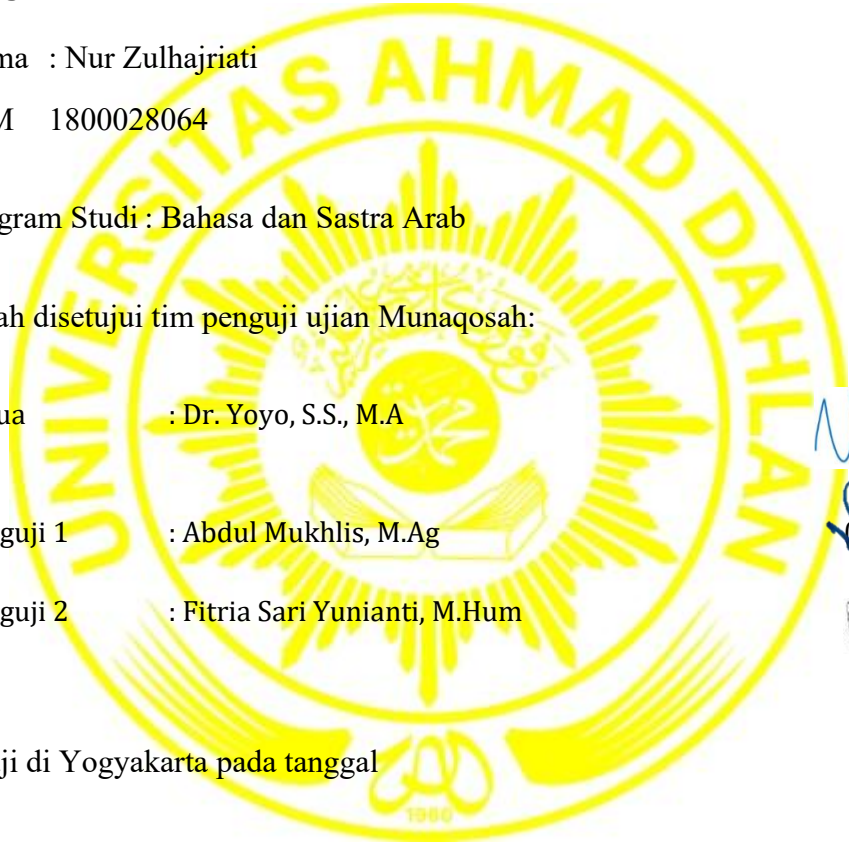 ma : Nur Zulhajriati
M 1800028064
gram Studi : Bahasa dan Sastra Arab
ah disetujui tim penguji ujian Munaqosah:
ua : Dr. Yoyo, S.S., M.A
guji 1 : Abdul Mukhlis, M.Ag
guji 2 : Fitria Sari Yunianti, M.Hum
ji di Yogyakarta pada tanggal
UNIVERSITAS AHMAD DAHLAN
محمد
1960